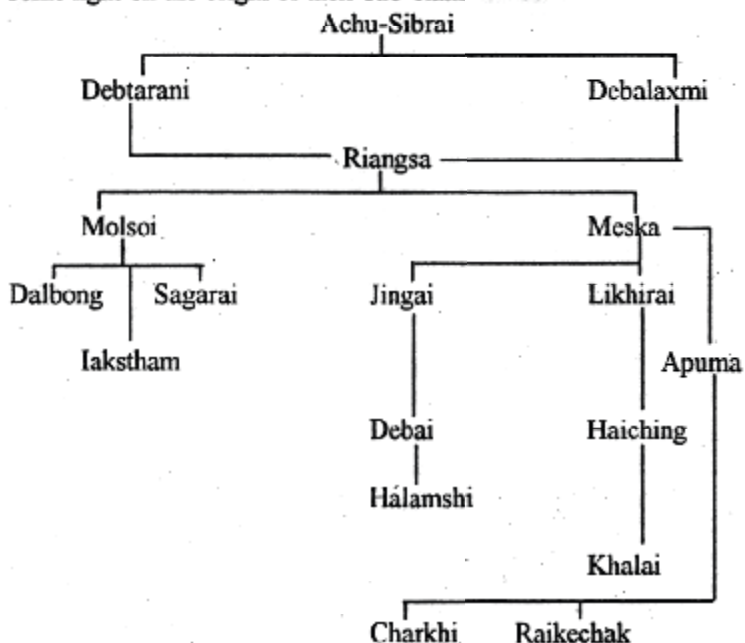 Achu-Sibrai
Debtarani Debalaxmi
Riangsa
Molsoi Meska
Dalbong Sagarai Jingai Likhirai
Iakstham Apuma
Debai Haiching
Hálamshi
Khalai
Charkhi Raikechak